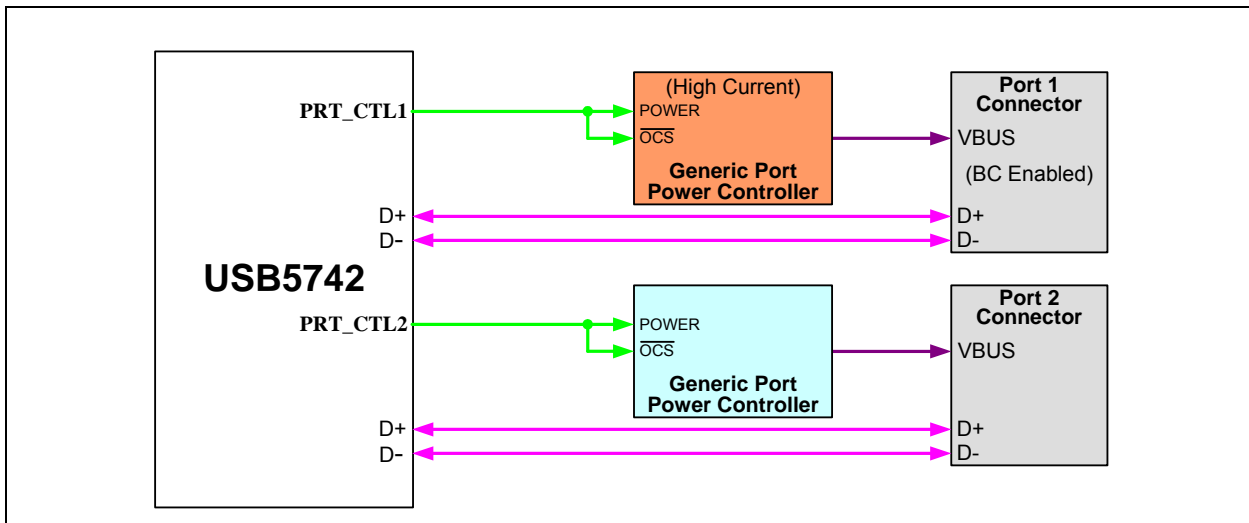 USB5742
PRT_CTL1
D+
D-
PRT_CTL2
D+
D-
(High Current)
POWER
OCS
Generic Port
Power Controller
POWER
OCS
Generic Port
Power Controller
Port 1
Connector
VBUS
(BC Enabled)
D+
D-
Port 2
Connector
VBUS
D+
D-